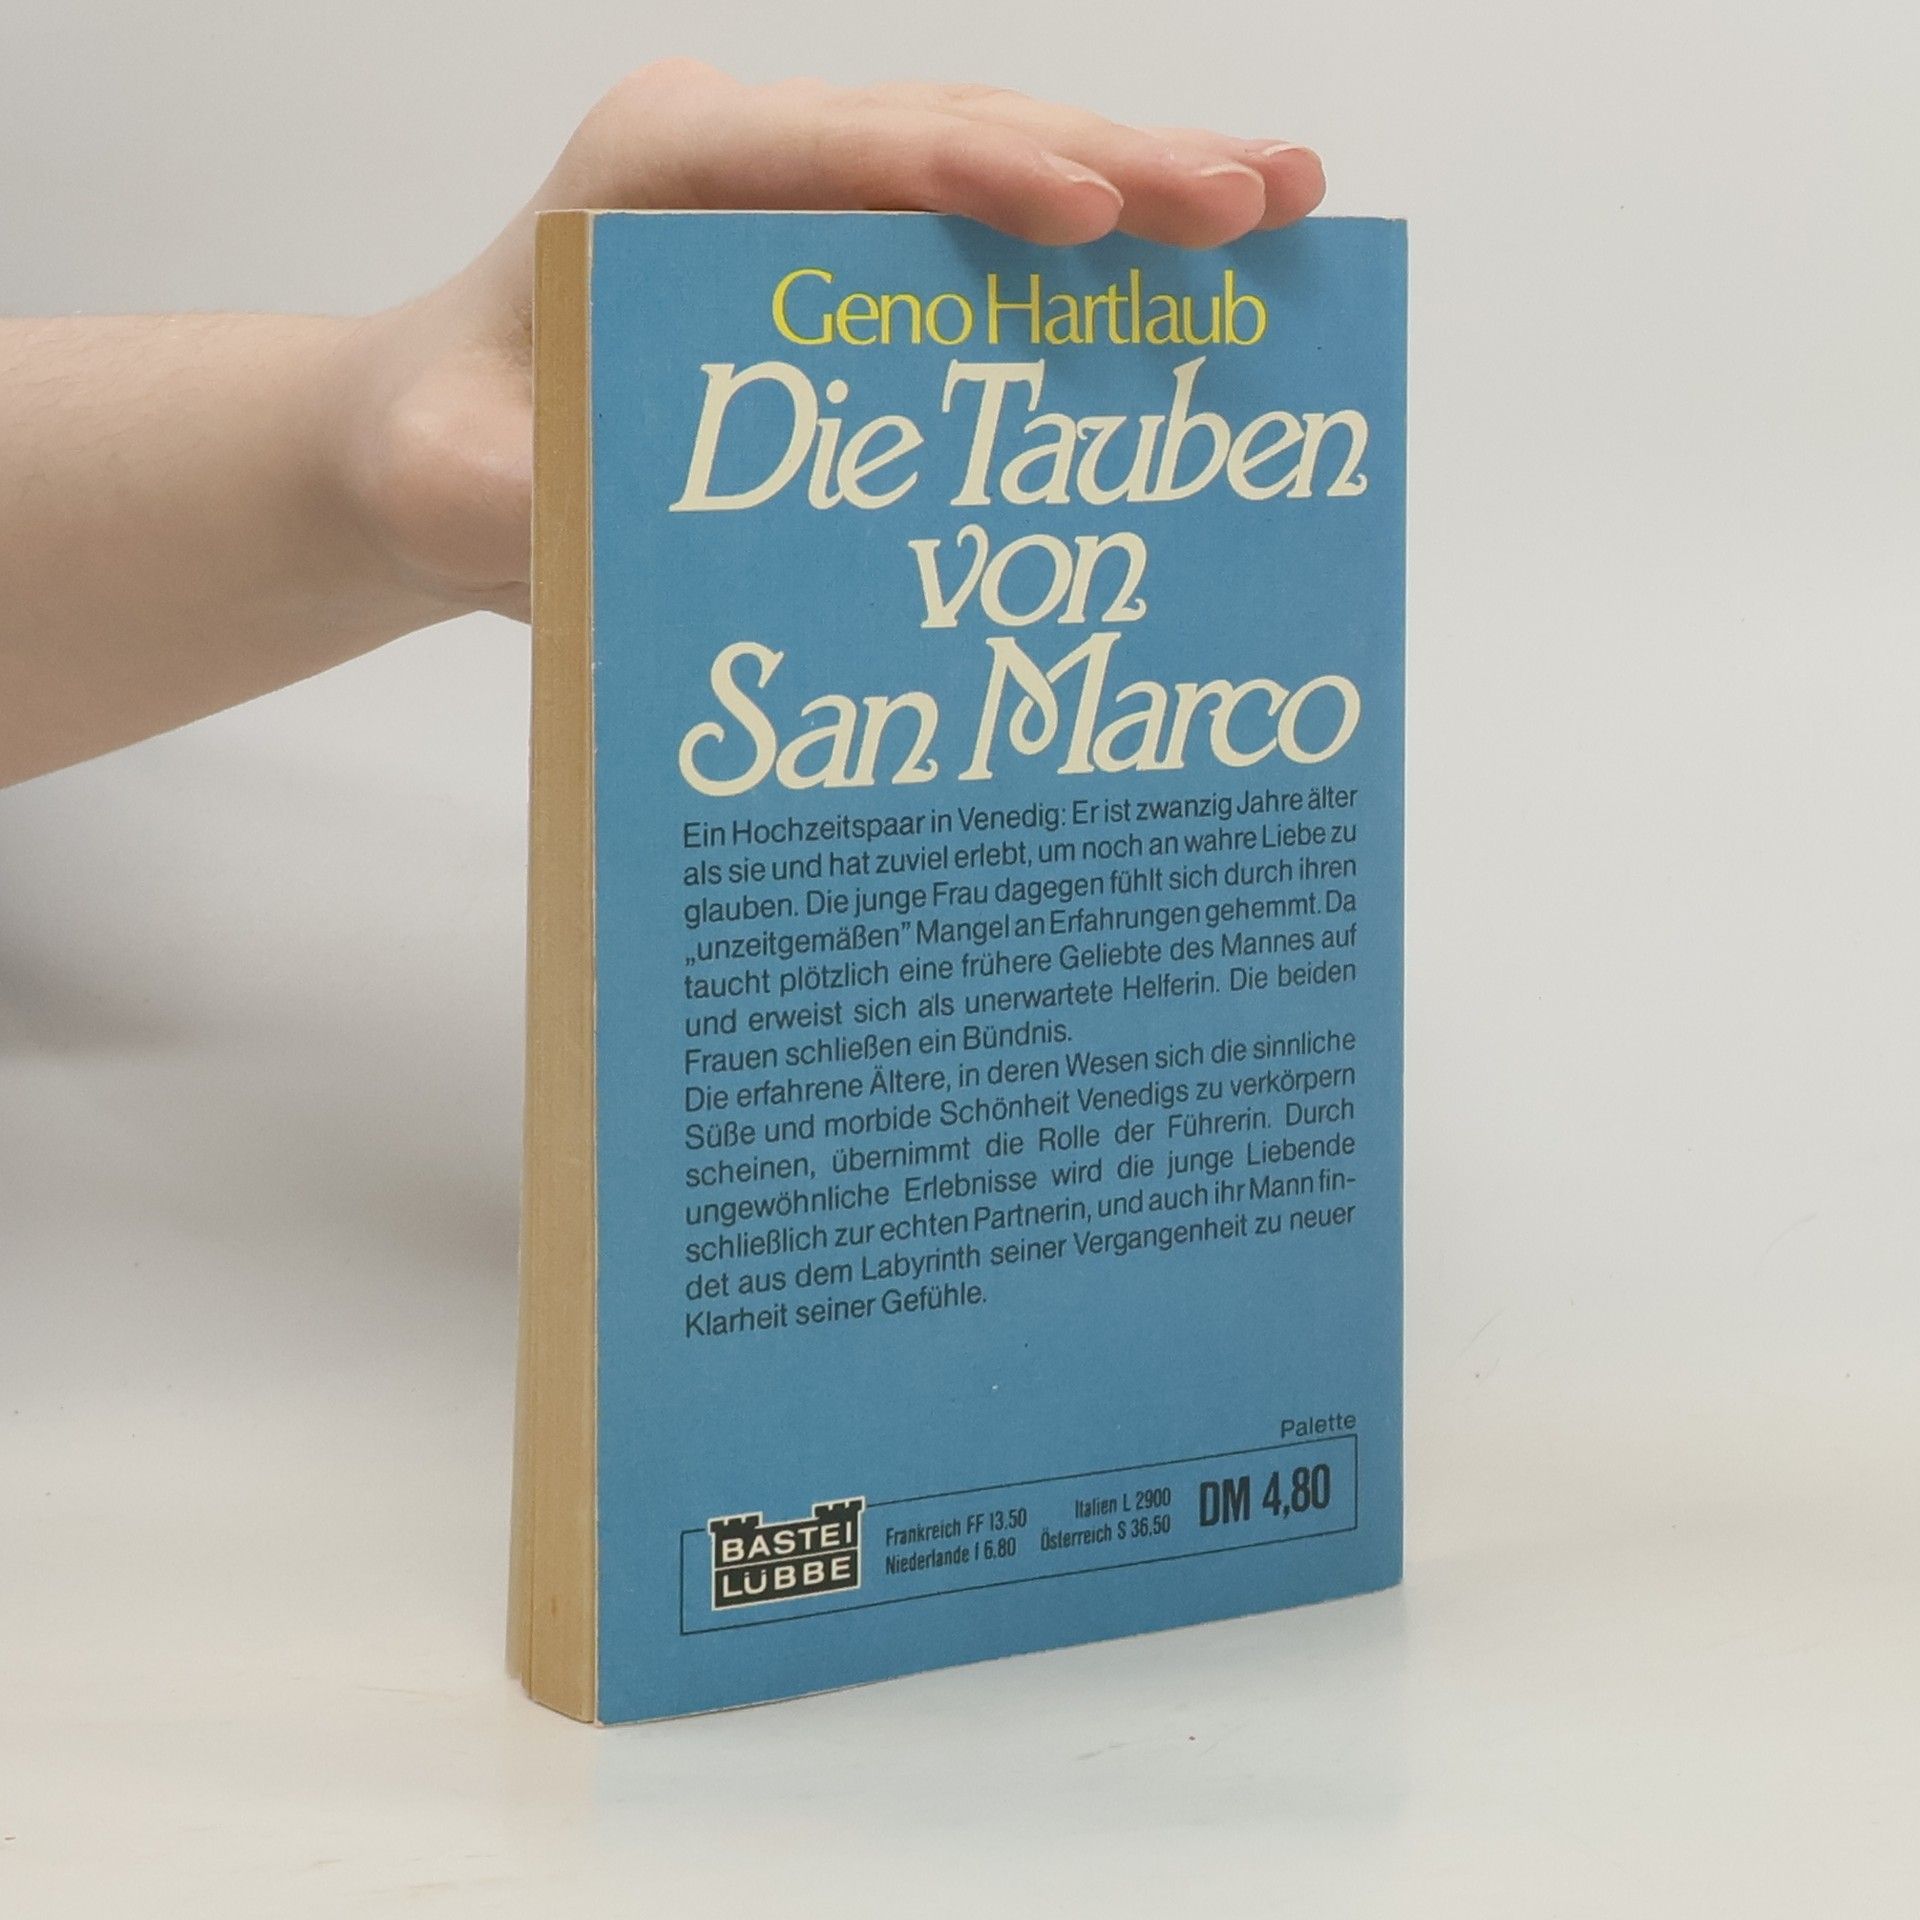 Geno Hartlaub
Die Tauben
von
San Marco
Ein Hochzeitspaar in Venedig: Er ist zwanzig Jahre älter
als sie und hat zuviel erlebt, um noch an wahre Liebe zu
glauben. Die junge Frau dagegen fühlt sich durch ihren
„unzeitgemäßen” Mangel an Erfahrungen gehemmt. Da
taucht plötzlich eine frühere Geliebte des Mannes auf
und erweist sich als unerwartete Helferin. Die beiden
Frauen schließen ein Bündnis.
Die erfahrene Ältere, in deren Wesen sich die sinnliche
Süße und morbide Schönheit Venedigs zu verkörpern
scheinen, übernimmt die Rolle der Führerin. Durch
ungewöhnliche Erlebnisse wird die junge Liebende
schließlich zur echten Partnerin, und auch ihr Mann fin-
det aus dem Labyrinth seiner Vergangenheit zu neuer
Klarheit seiner Gefühle.
Palette
BASTEI
LÜBBE
Frankreich FF 13,50 Italien L 2900
Niederlande f 6,80 Österreich S 36,50
DM 4,80